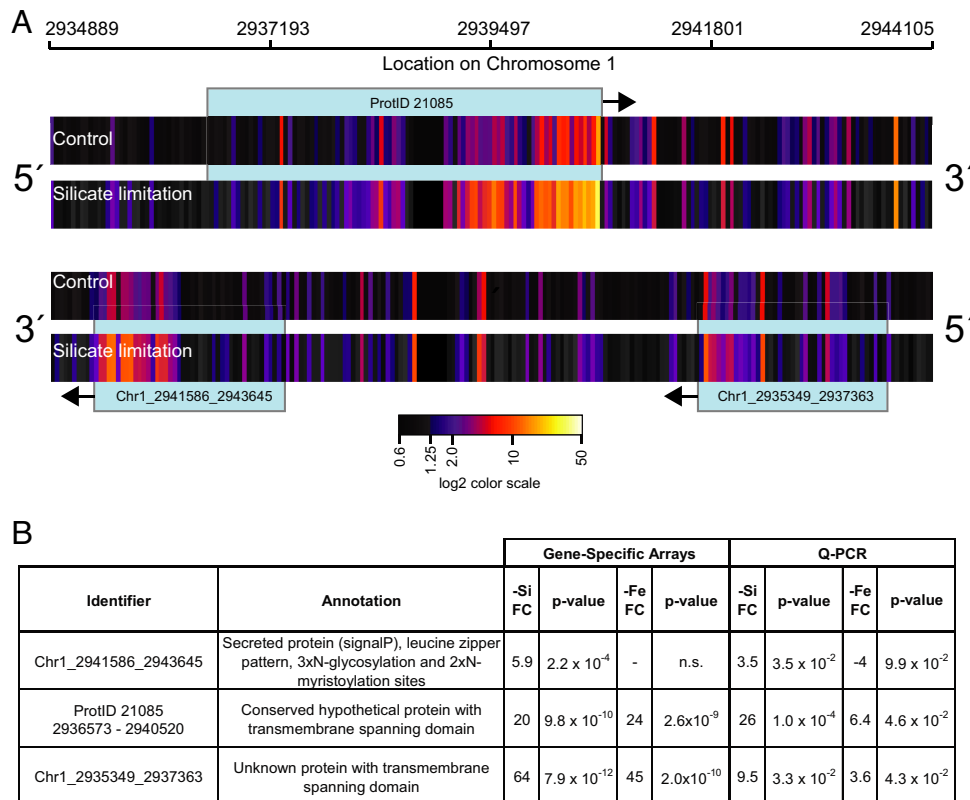 A
2934889 2937193 2939497 2941801 2944105
Location on Chromosome 1
ProtID 21085
Control
5´ 3´
Silicate limitation
Control
3´ 5´
Silicate limitation
Chr1_2941586_2943645 Chr1_2935349_2937363
0.6 1.25 2.0 10 50
log2 color scale
B
Gene-Specific Arrays Q-PCR
Identifier Annotation -Si FC p-value -Fe FC p-value -Si FC p-value -Fe FC p-value
Chr1_2941586_2943645 Secreted protein (signalP), leucine zipper pattern, 3xN-glycosylation and 2xN-myristoylation sites 5.9 2.2 x 10⁻⁴ - n.s. 3.5 3.5 x 10⁻² -4 9.9 x 10⁻²
ProtID 21085 2936573 - 2940520 Conserved hypothetical protein with transmembrane spanning domain 20 9.8 x 10⁻¹⁰ 24 2.6x10⁻⁹ 26 1.0 x 10⁻⁴ 6.4 4.6 x 10⁻²
Chr1_2935349_2937363 Unknown protein with transmembrane spanning domain 64 7.9 x 10⁻¹² 45 2.0x10⁻¹⁰ 9.5 3.3 x 10⁻² 3.6 4.3 x 10⁻²